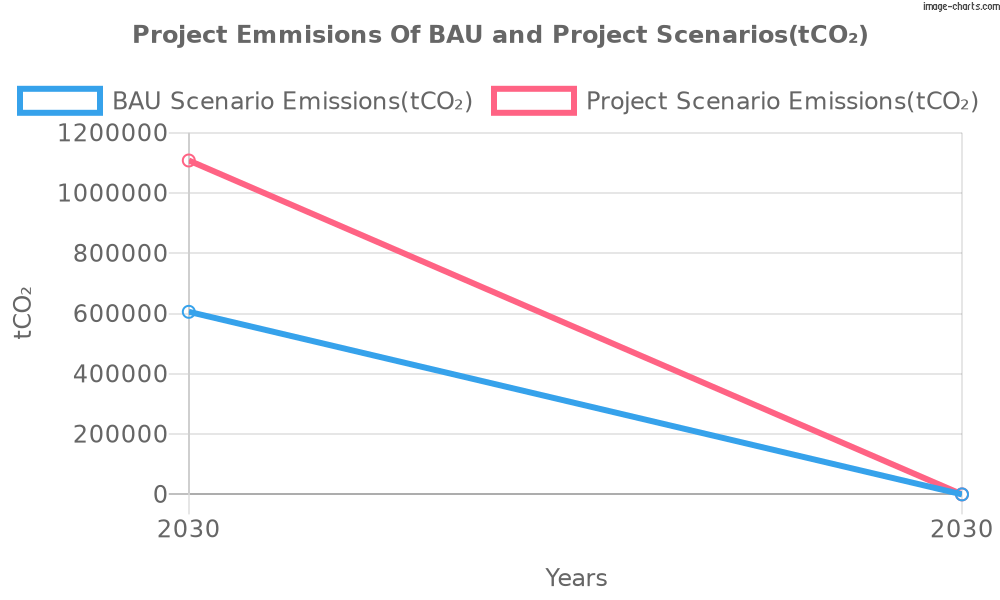 image-charts.com
Project Emmisions Of BAU and Project Scenarios(tCO₂)
BAU Scenario Emissions(tCO₂) Project Scenario Emissions(tCO₂)
1200000
1000000
800000
600000
400000
200000
0
tCO₂
2030 2030
Years